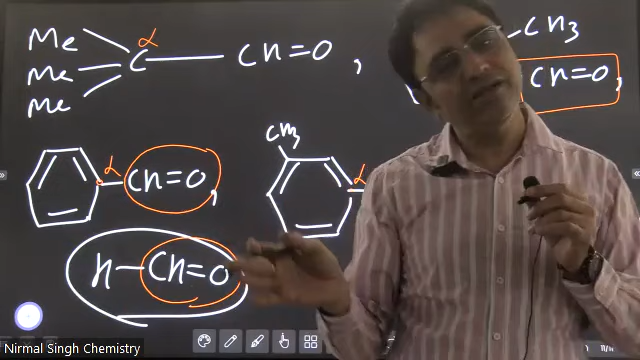 Me
Me
Me
α
C — CH=O ,
CH3
CH=O ,
α
CH=O ,
CH3
α
H — CH=O
Nirmal Singh Chemistry